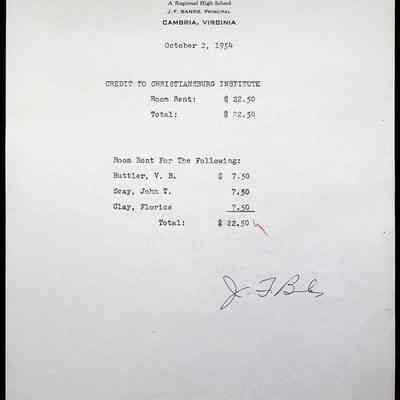 A Regional High School
J. F. BANKS, PRINCIPAL
CAMBRIA, VIRGINIA
October 2, 1954
CREDIT TO CHRISTIANSBURG INSTITUTE
Room Rent: $ 22.50
Total: $ 22.50
Room Rent For The Following:
Buttler, V. B. $ 7.50
Scay, John T. 7.50
Clay, Florice 7.50
Total: $ 22.50
J. F. Banks